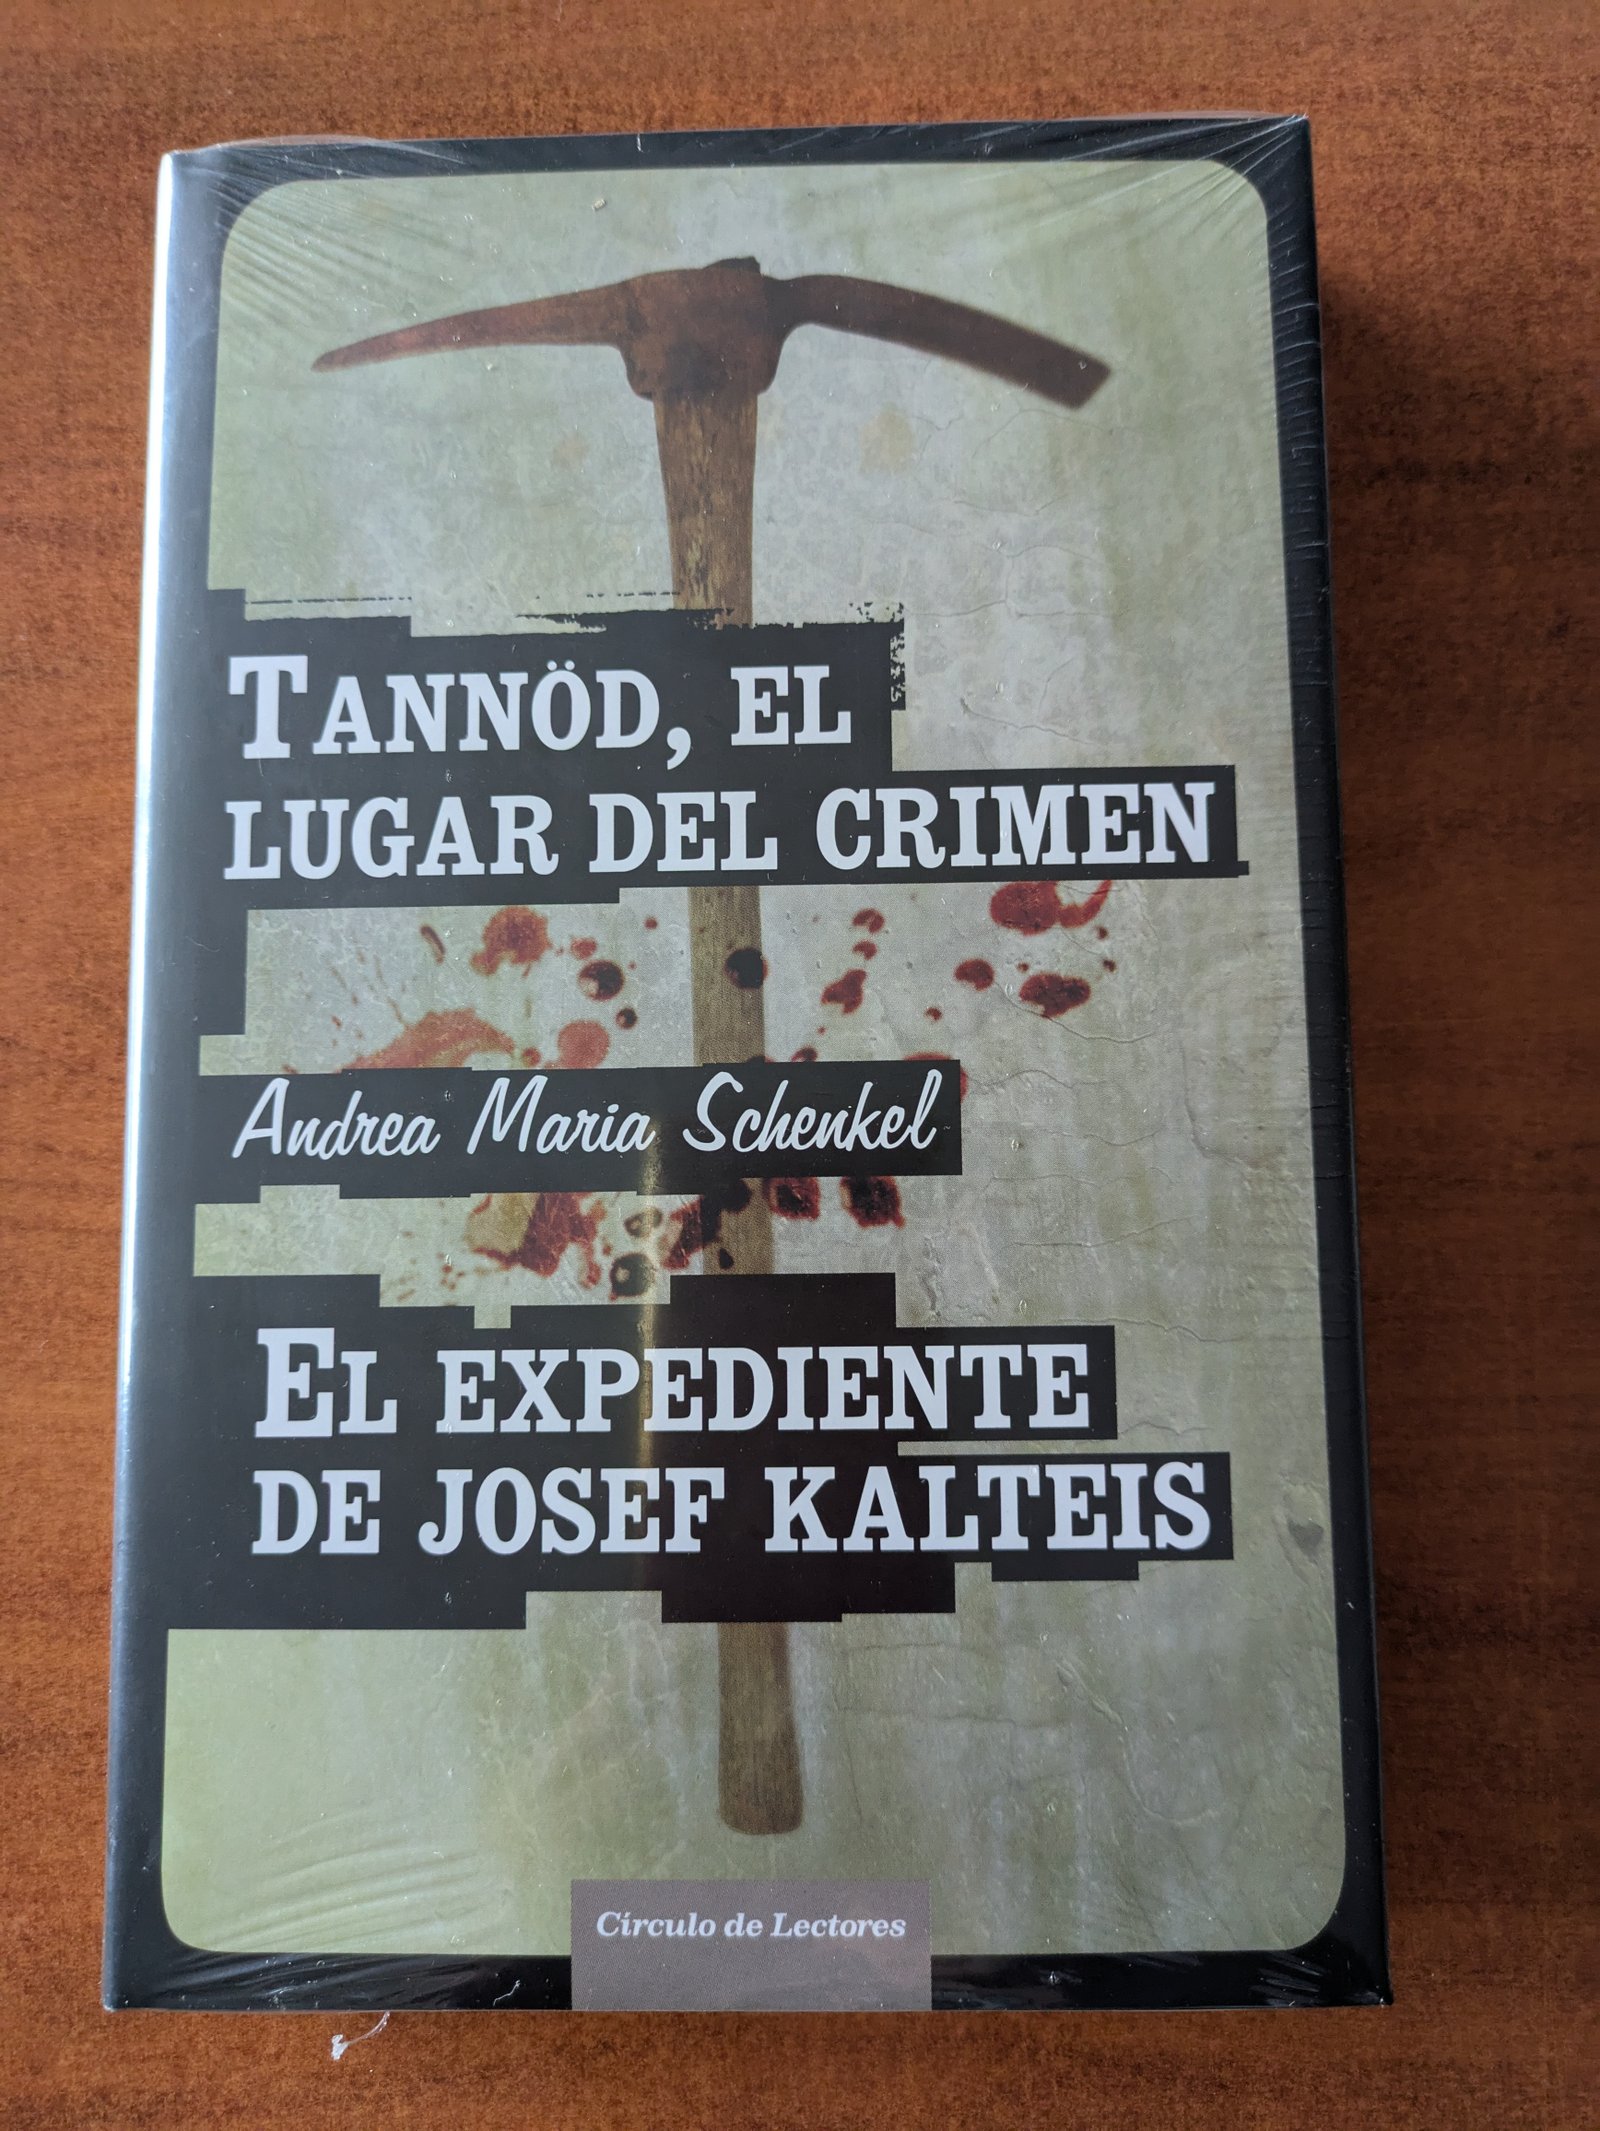 TANNÖD, EL
LUGAR DEL CRIMEN
Andrea Maria Schenkel
EL EXPEDIENTE
DE JOSEF KALTEIS
Círculo de Lectores